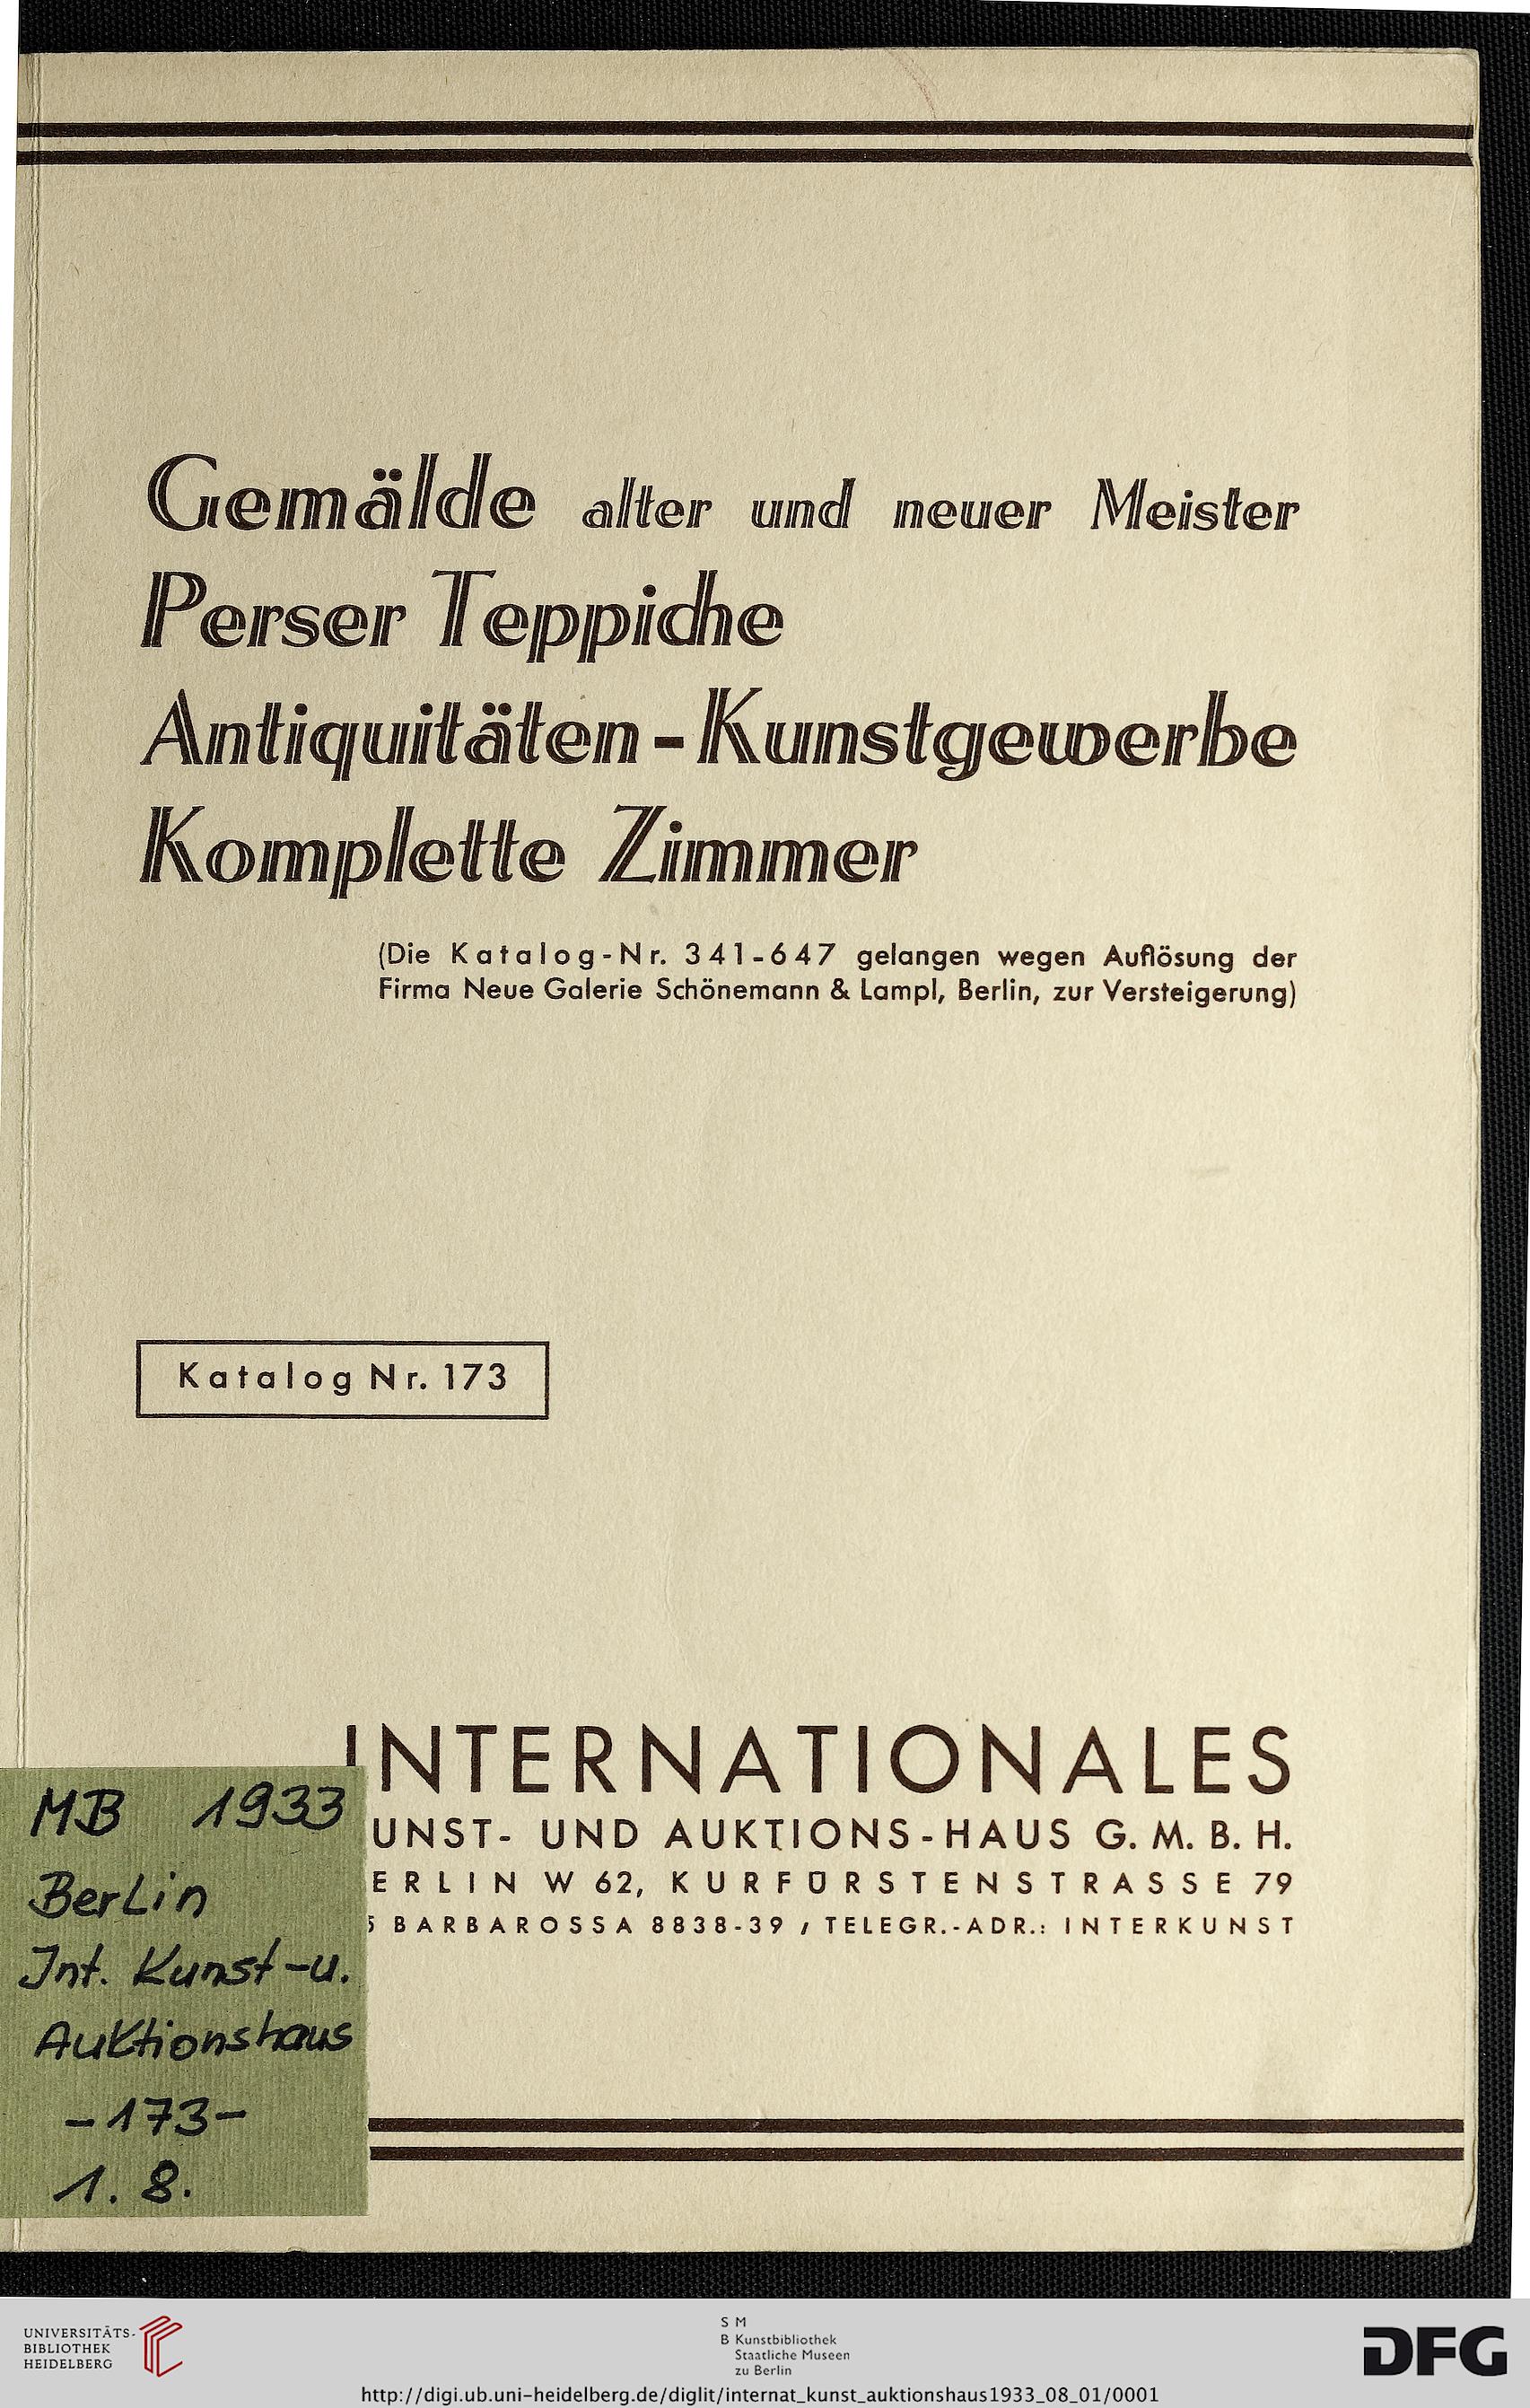 Gemälde alter und neuer Meister
Perser Teppiche
Antiquitäten-Kunstgewerbe
Komplette Zimmer
(Die Katalog-Nr. 341-647 gelangen wegen Auflösung der
Firma Neue Galerie Schönemann & Lampl, Berlin, zur Versteigerung)
Katalog Nr. 173
INTERNATIONALES
UNST- UND AUKTIONS-HAUS G. M. B. H.
ERLIN W 62, KURFÜRSTENSTRASSE 79
BARBAROSSA 8838-39 / TELEGR.-ADR.: INTERKUNST
MB 1933
Berlin
Int. Kunst-u.
Auktionshaus
-173-
1. 8.
UNIVERSITÄTS-
BIBLIOTHEK
HEIDELBERG
S M
B Kunstbibliothek
Staatliche Museen
zu Berlin
DFG
http://digi.ub.uni-heidelberg.de/diglit/internat_kunst_auktionshaus1933_08_01/0001